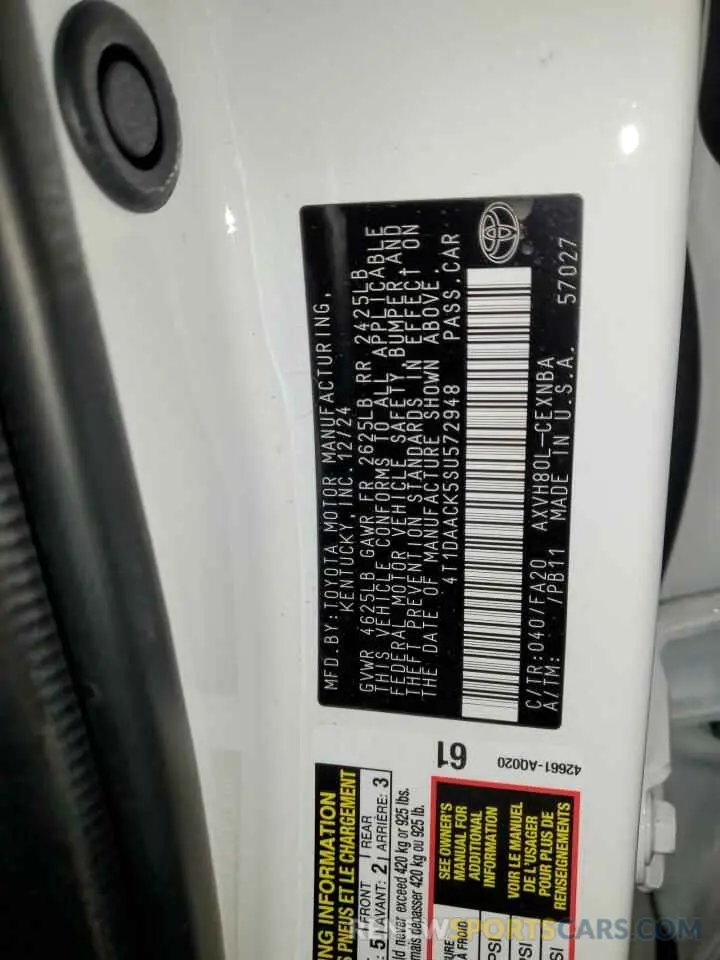 MFD.BY:TOYOTA MOTOR MANUFACTURING,
KENTUCKY, INC. 12/24
GVWR 4625LB GAWR FR 2625LB RR 2425LB
THIS VEHICLE CONFORMS TO ALL APPLICABLE
FEDERAL MOTOR VEHICLE SAFETY, BUMPER, AND
THEFT PREVENTION STANDARDS IN EFFECT ON
THE DATE OF MANUFACTURE SHOWN ABOVE.
4T1DAACK5SU572948 PASS.CAR
C/TR:040/FA20 AXVH80L-CEXNBA
A/TM: /PB11 MADE IN U.S.A. 57027
61
42661-AQ020
ING INFORMATION
S PNEUS ET LE CHARGEMENT
: 5 FRONT 2 REAR 3
AVANT: ARRIÈRE:
ld never exceed 420 kg or 925 lbs.
mais dépasser 420 kg ou 925 lb.
SEE OWNER'S
MANUAL FOR
ADDITIONAL
INFORMATION
VOIR LE MANUEL
DE L'USAGER
POUR PLUS DE
RENSEIGNEMENTS
À FROID
PSI
PSI
PSI
REVIEWSPORTSCARS.COM